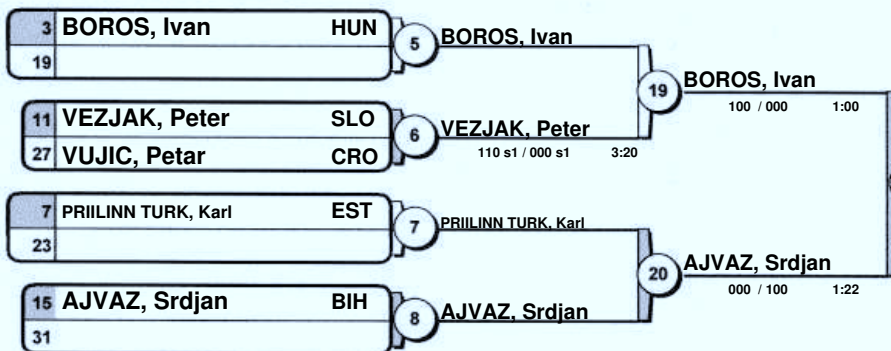 3 BOROS, Ivan HUN
19
5
BOROS, Ivan
11 VEZJAK, Peter SLO
27 VUJIC, Petar CRO
6
VEZJAK, Peter
110 s1 / 000 s1 3:20
19
BOROS, Ivan
100 / 000 1:00
7 PRIILINN TURK, Karl EST
23
7
PRIILINN TURK, Karl
15 AJVAZ, Srdjan BIH
31
8
AJVAZ, Srdjan
20
AJVAZ, Srdjan
000 / 100 1:22